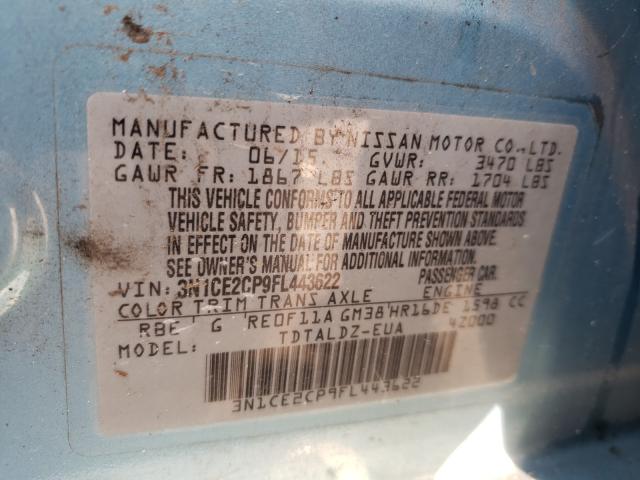 MANUFACTURED BY NISSAN MOTOR CO.,LTD.
DATE: 06/15 GVWR: 3470 LBS
GAWR FR: 1867 LBS GAWR RR: 1704 LBS
THIS VEHICLE CONFORMS TO ALL APPLICABLE FEDERAL MOTOR
VEHICLE SAFETY, BUMPER AND THEFT PREVENTION STANDARDS
IN EFFECT ON THE DATE OF MANUFACTURE SHOWN ABOVE.
SEE OWNER'S MANUAL FOR ADDITIONAL INFORMATION.
VIN: 3N1CE2CP9FL443622 PASSENGER CAR.
COLOR TRIM TRANS AXLE ENGINE
RBE G RE0F11A GM38 HR16DE 1598 CC
MODEL: TDTALDZ-EUA 42000
3N1CE2CP9FL443622